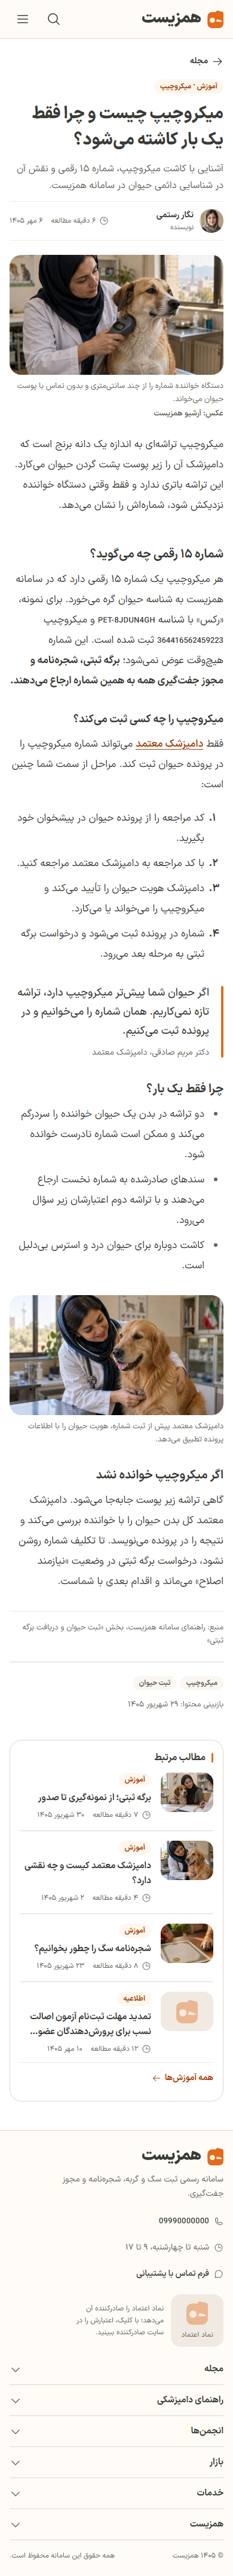 همزیست
مجله
آموزش · میکروچیپ
میکروچیپ چیست و چرا فقط
یک بار کاشته می‌شود؟
آشنایی با کاشت میکروچیپ، شماره ۱۵ رقمی و نقش آن
در شناسایی دائمی حیوان در سامانه همزیست.
نگار رستمی
نویسنده
۶ دقیقه مطالعه
۶ مهر ۱۴۰۵
دستگاه خواننده شماره را از چند سانتی‌متری و بدون تماس با پوست
حیوان می‌خواند.
عکس: آرشیو همزیست
میکروچیپ تراشه‌ای به اندازه یک دانه برنج است که
دامپزشک آن را زیر پوست پشت گردن حیوان می‌کارد.
این تراشه باتری ندارد و فقط وقتی دستگاه خواننده
نزدیکش شود، شماره‌اش را نشان می‌دهد.
شماره ۱۵ رقمی چه می‌گوید؟
هر میکروچیپ یک شماره ۱۵ رقمی دارد که در سامانه
همزیست به شناسه حیوان گره می‌خورد. برای نمونه،
«رکس» با شناسه PET-8JDUN4GH و میکروچیپ
364416562459223 ثبت شده است. این شماره
هیچ‌وقت عوض نمی‌شود؛ برگه ثبتی، شجره‌نامه و
مجوز جفت‌گیری همه به همین شماره ارجاع می‌دهند.
میکروچیپ را چه کسی ثبت می‌کند؟
فقط دامپزشک معتمد می‌تواند شماره میکروچیپ را
در پرونده حیوان ثبت کند. مراحل از سمت شما چنین
است:
۱. کد مراجعه را از پرونده حیوان در پیشخوان خود
بگیرید.
۲. با کد مراجعه به دامپزشک معتمد مراجعه کنید.
۳. دامپزشک هویت حیوان را تأیید می‌کند و
میکروچیپ را می‌خواند یا می‌کارد.
۴. شماره در پرونده ثبت می‌شود و درخواست برگه
ثبتی به مرحله بعد می‌رود.
اگر حیوان شما پیش‌تر میکروچیپ دارد، تراشه
تازه نمی‌کاریم. همان شماره را می‌خوانیم و در
پرونده ثبت می‌کنیم.
دکتر مریم صادقی، دامپزشک معتمد
چرا فقط یک بار؟
• دو تراشه در بدن یک حیوان خواننده را سردرگم
می‌کند و ممکن است شماره نادرست خوانده
شود.
• سندهای صادرشده به شماره نخست ارجاع
می‌دهند و با تراشه دوم اعتبارشان زیر سؤال
می‌رود.
• کاشت دوباره برای حیوان درد و استرس بی‌دلیل
است.
دامپزشک معتمد پیش از ثبت شماره، هویت حیوان را با اطلاعات
پرونده تطبیق می‌دهد.
اگر میکروچیپ خوانده نشد
گاهی تراشه زیر پوست جابه‌جا می‌شود. دامپزشک
معتمد کل بدن حیوان را با خواننده بررسی می‌کند و
نتیجه را در پرونده می‌نویسد. تا تکلیف شماره روشن
نشود، درخواست برگه ثبتی در وضعیت «نیازمند
اصلاح» می‌ماند و اقدام بعدی با شماست.
منبع: راهنمای سامانه همزیست، بخش «ثبت حیوان و دریافت برگه
ثبتی»
میکروچیپ
ثبت حیوان
بازبینی محتوا: ۲۹ شهریور ۱۴۰۵
مطالب مرتبط
آموزش
برگه ثبتی؛ از نمونه‌گیری تا صدور
۷ دقیقه مطالعه
۳۰ شهریور ۱۴۰۵
آموزش
دامپزشک معتمد کیست و چه نقشی
دارد؟
۴ دقیقه مطالعه
۲ شهریور ۱۴۰۵
آموزش
شجره‌نامه سگ را چطور بخوانیم؟
۸ دقیقه مطالعه
۲۳ شهریور ۱۴۰۵
اطلاعیه
تمدید مهلت ثبت‌نام آزمون اصالت
نسب برای پرورش‌دهندگان عضو…
۱۲ دقیقه مطالعه
۱۰ مهر ۱۴۰۵
همه آموزش‌ها
همزیست
سامانه رسمی ثبت سگ و گربه، شجره‌نامه و مجوز
جفت‌گیری.
09990000000
شنبه تا چهارشنبه، ۹ تا ۱۷
فرم تماس با پشتیبانی
نماد اعتماد
نماد اعتماد را صادرکننده آن
می‌دهد؛ با کلیک، اعتبارش را در
سایت صادرکننده ببینید.
مجله
راهنمای دامپزشکی
انجمن‌ها
بازار
خدمات
همزیست
© ۱۴۰۵ همزیست
همه حقوق این سامانه محفوظ است.